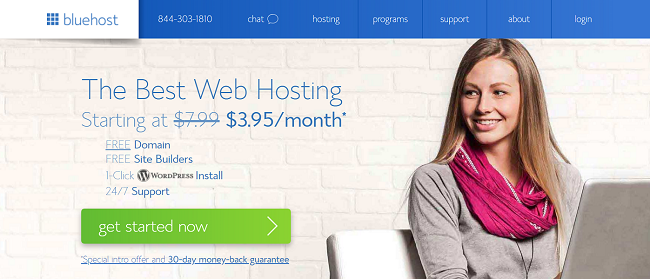 bluehost
844-303-1810
chat
hosting
programs
support
about
login
The Best Web Hosting
Starting at $7.99 $3.95/month*
FREE Domain
FREE Site Builders
1-Click WORDPRESS Install
24/7 Support
get started now
*Special intro offer and 30-day money-back guarantee